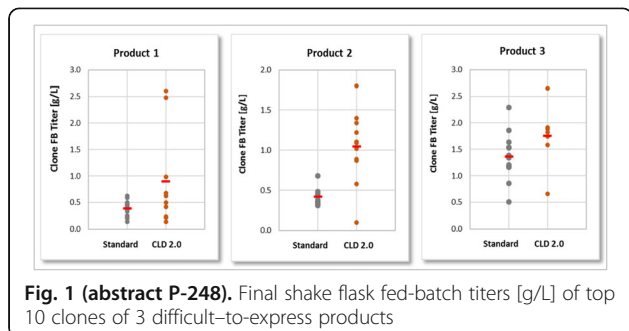 Product 1
Clone FB Titer [g/L]
3.0
2.5
2.0
1.5
1.0
0.5
0.0
Standard
CLD 2.0
Product 2
Clone FB Titer [g/L]
2.0
1.5
1.0
0.5
0.0
Standard
CLD 2.0
Product 3
Clone FB Titer [g/L]
3.0
2.5
2.0
1.5
1.0
0.5
0.0
Standard
CLD 2.0
Fig. 1 (abstract P-248). Final shake flask fed-batch titers [g/L] of top
10 clones of 3 difficult–to-express products